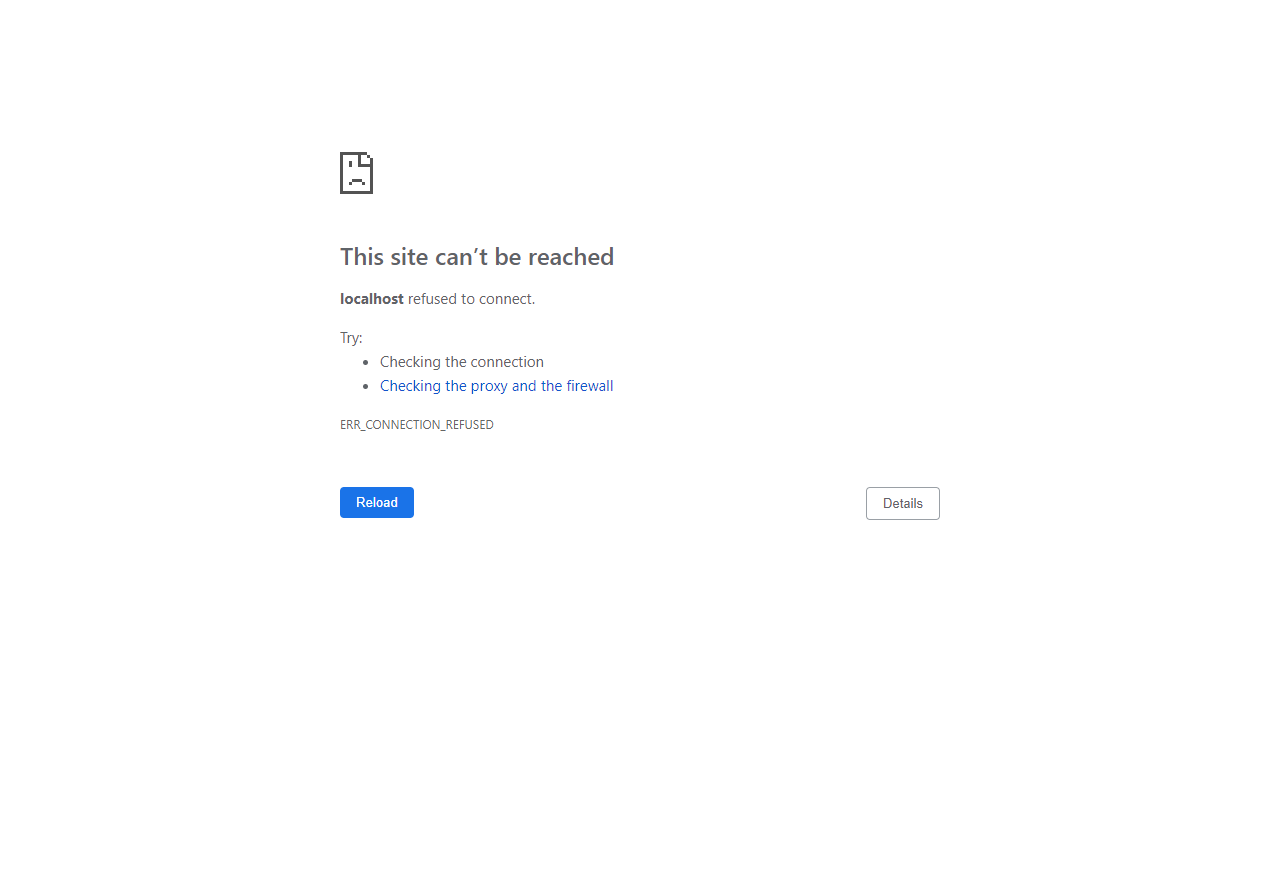 This site can’t be reached
localhost refused to connect.
Try:
Checking the connection
Checking the proxy and the firewall
ERR_CONNECTION_REFUSED
Reload
Details